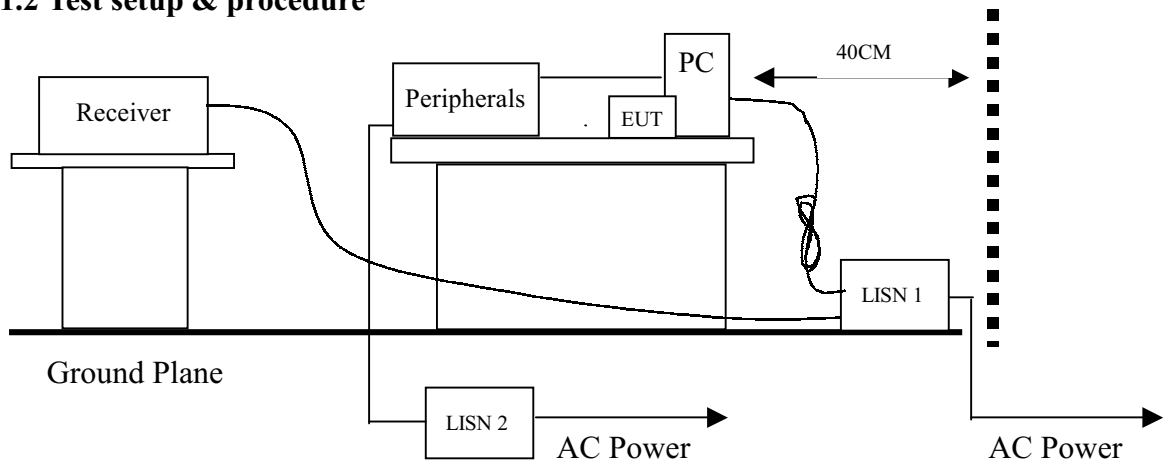 1.2 Test setup & procedure
40CM
PC
Peripherals
Receiver
EUT
LISN 1
Ground Plane
LISN 2
AC Power
AC Power